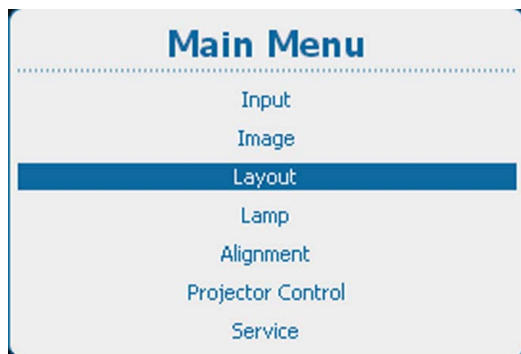 Main Menu
Input
Image
Layout
Lamp
Alignment
Projector Control
Service